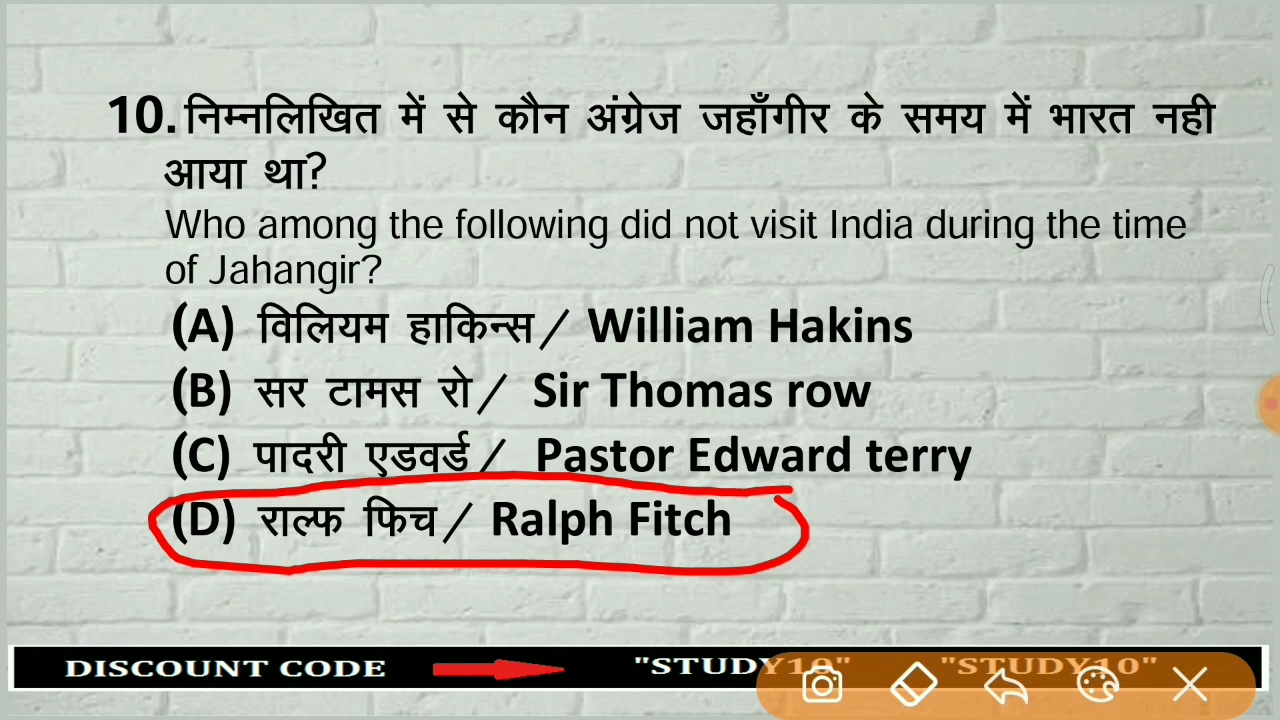 10. निम्नलिखित में से कौन अंग्रेज जहाँगीर के समय में भारत नही
आया था?
Who among the following did not visit India during the time
of Jahangir?
(A) विलियम हाकिन्स / William Hakins
(B) सर टामस रो / Sir Thomas row
(C) पादरी एडवर्ड / Pastor Edward terry
(D) राल्फ फिच / Ralph Fitch
DISCOUNT CODE "STUDY10" "STUDY10"